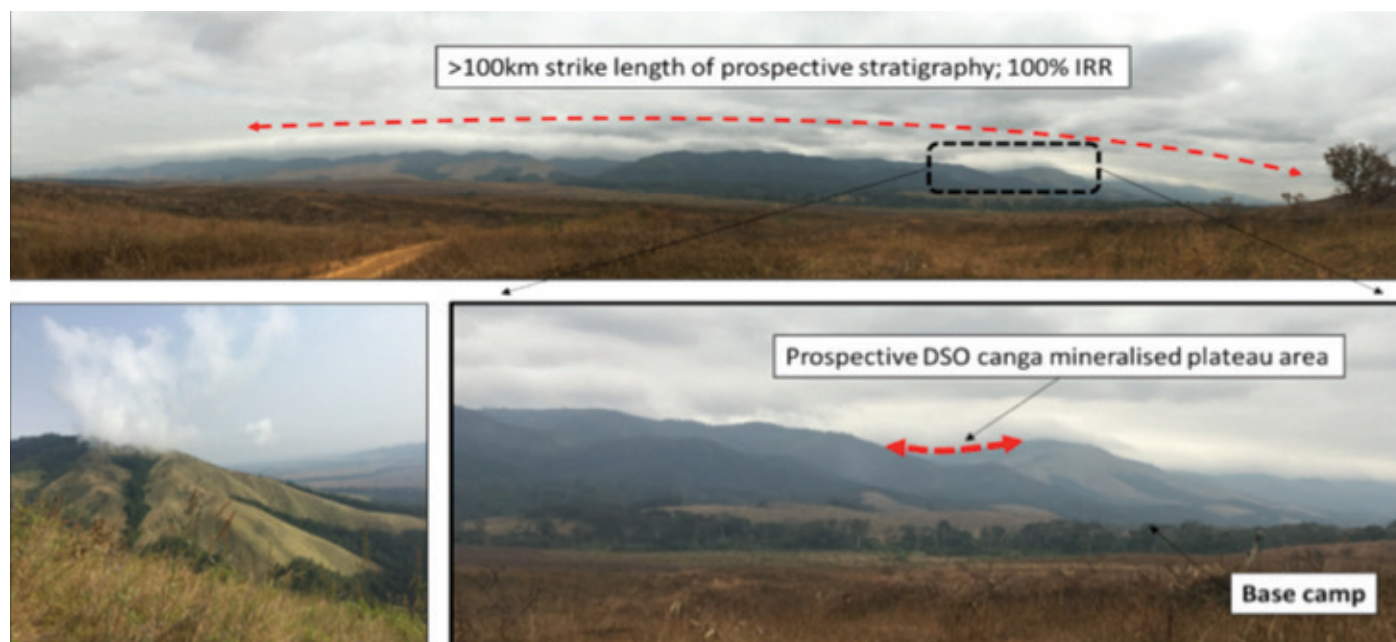 >100km strike length of prospective stratigraphy; 100% IRR
Prospective DSO canga mineralised plateau area
Base camp